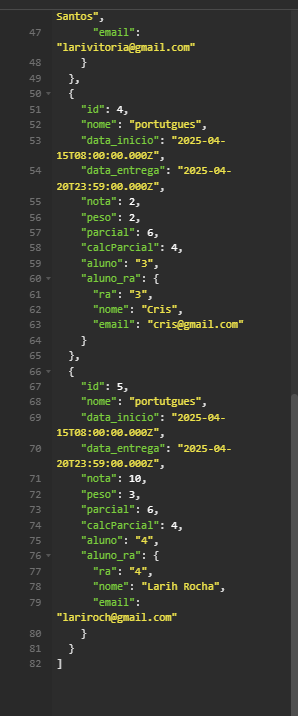 Santos",
47 "email":
"larivitoria@gmail.com"
48 }
49 },
50 {
51 "id": 4,
52 "nome": "portutgues",
53 "data_inicio": "2025-04-
15T08:00:00.000Z",
54 "data_entrega": "2025-04-
20T23:59:00.000Z",
55 "nota": 2,
56 "peso": 2,
57 "parcial": 6,
58 "calcParcial": 4,
59 "aluno": "3",
60 "aluno_ra": {
61 "ra": "3",
62 "nome": "Cris",
63 "email": "cris@gmail.com"
64 }
65 },
66 {
67 "id": 5,
68 "nome": "portutgues",
69 "data_inicio": "2025-04-
15T08:00:00.000Z",
70 "data_entrega": "2025-04-
20T23:59:00.000Z",
71 "nota": 10,
72 "peso": 3,
73 "parcial": 6,
74 "calcParcial": 4,
75 "aluno": "4",
76 "aluno_ra": {
77 "ra": "4",
78 "nome": "Larih Rocha",
79 "email":
"lariroch@gmail.com"
80 }
81 }
82 ]